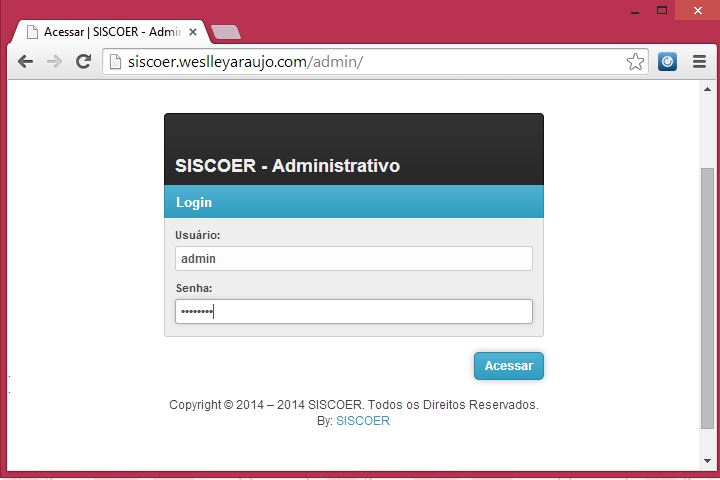 Acessar | SISCOER - Admin
siscoer.weslleyaraujo.com/admin/
SISCOER - Administrativo
Login
Usuário:
admin
Senha:
••••••••
Acessar
Copyright © 2014 – 2014 SISCOER. Todos os Direitos Reservados.
By: SISCOER